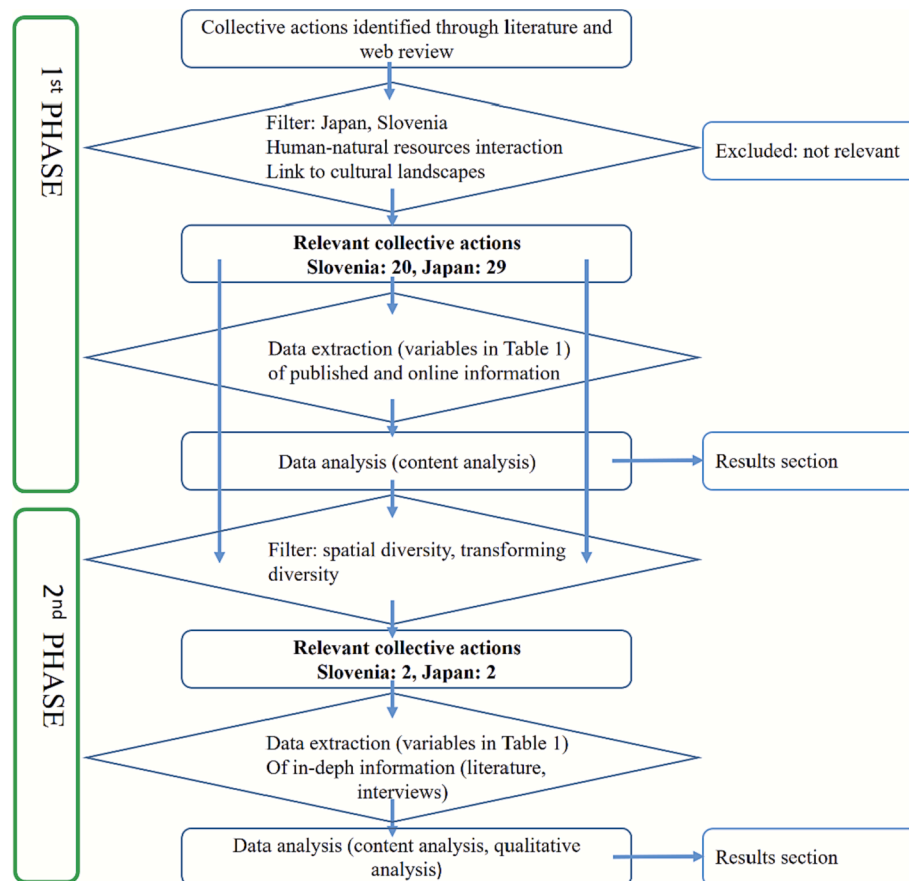 1st PHASE
Collective actions identified through literature and
web review
Filter: Japan, Slovenia
Human-natural resources interaction
Link to cultural landscapes
Excluded: not relevant
Relevant collective actions
Slovenia: 20, Japan: 29
Data extraction (variables in Table 1)
of published and online information
Data analysis (content analysis)
Results section
2nd PHASE
Filter: spatial diversity, transforming
diversity
Relevant collective actions
Slovenia: 2, Japan: 2
Data extraction (variables in Table 1)
Of in-deph information (literature,
interviews)
Data analysis (content analysis, qualitative
analysis)
Results section